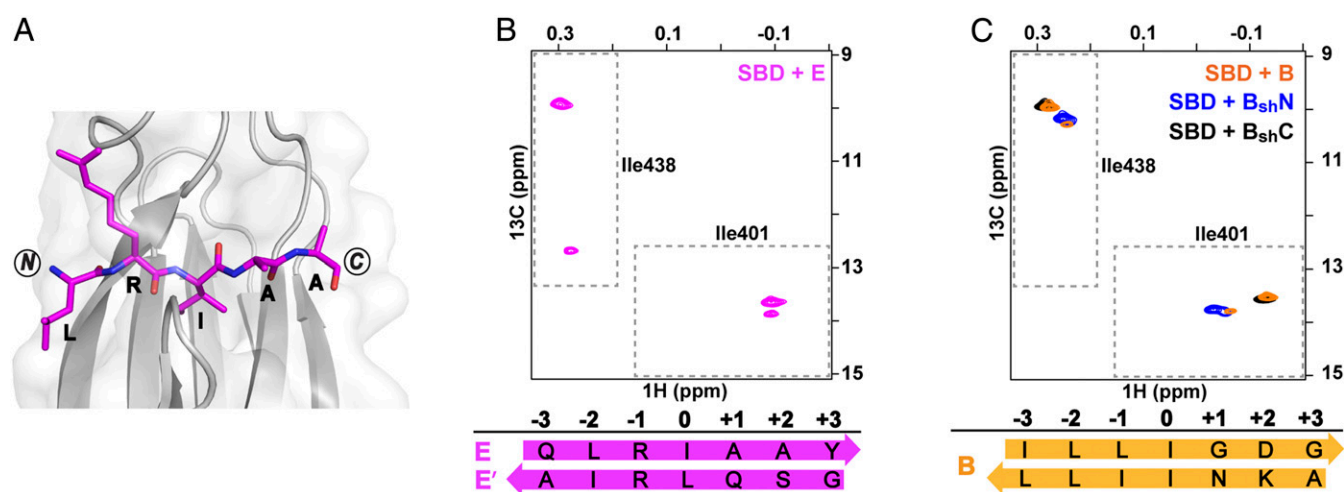 A
N
L
R
I
A
A
C
B
0.3 0.1 -0.1
9
11
13
15
SBD + E
Ile438
Ile401
13C (ppm)
1H (ppm)
-3 -2 -1 0 +1 +2 +3
E Q L R I A A Y
E' A I R L Q S G
C
0.3 0.1 -0.1
9
11
13
15
SBD + B
SBD + BshN
SBD + BshC
Ile438
Ile401
13C (ppm)
1H (ppm)
-3 -2 -1 0 +1 +2 +3
B
I L L I G D G
L L I I N K A